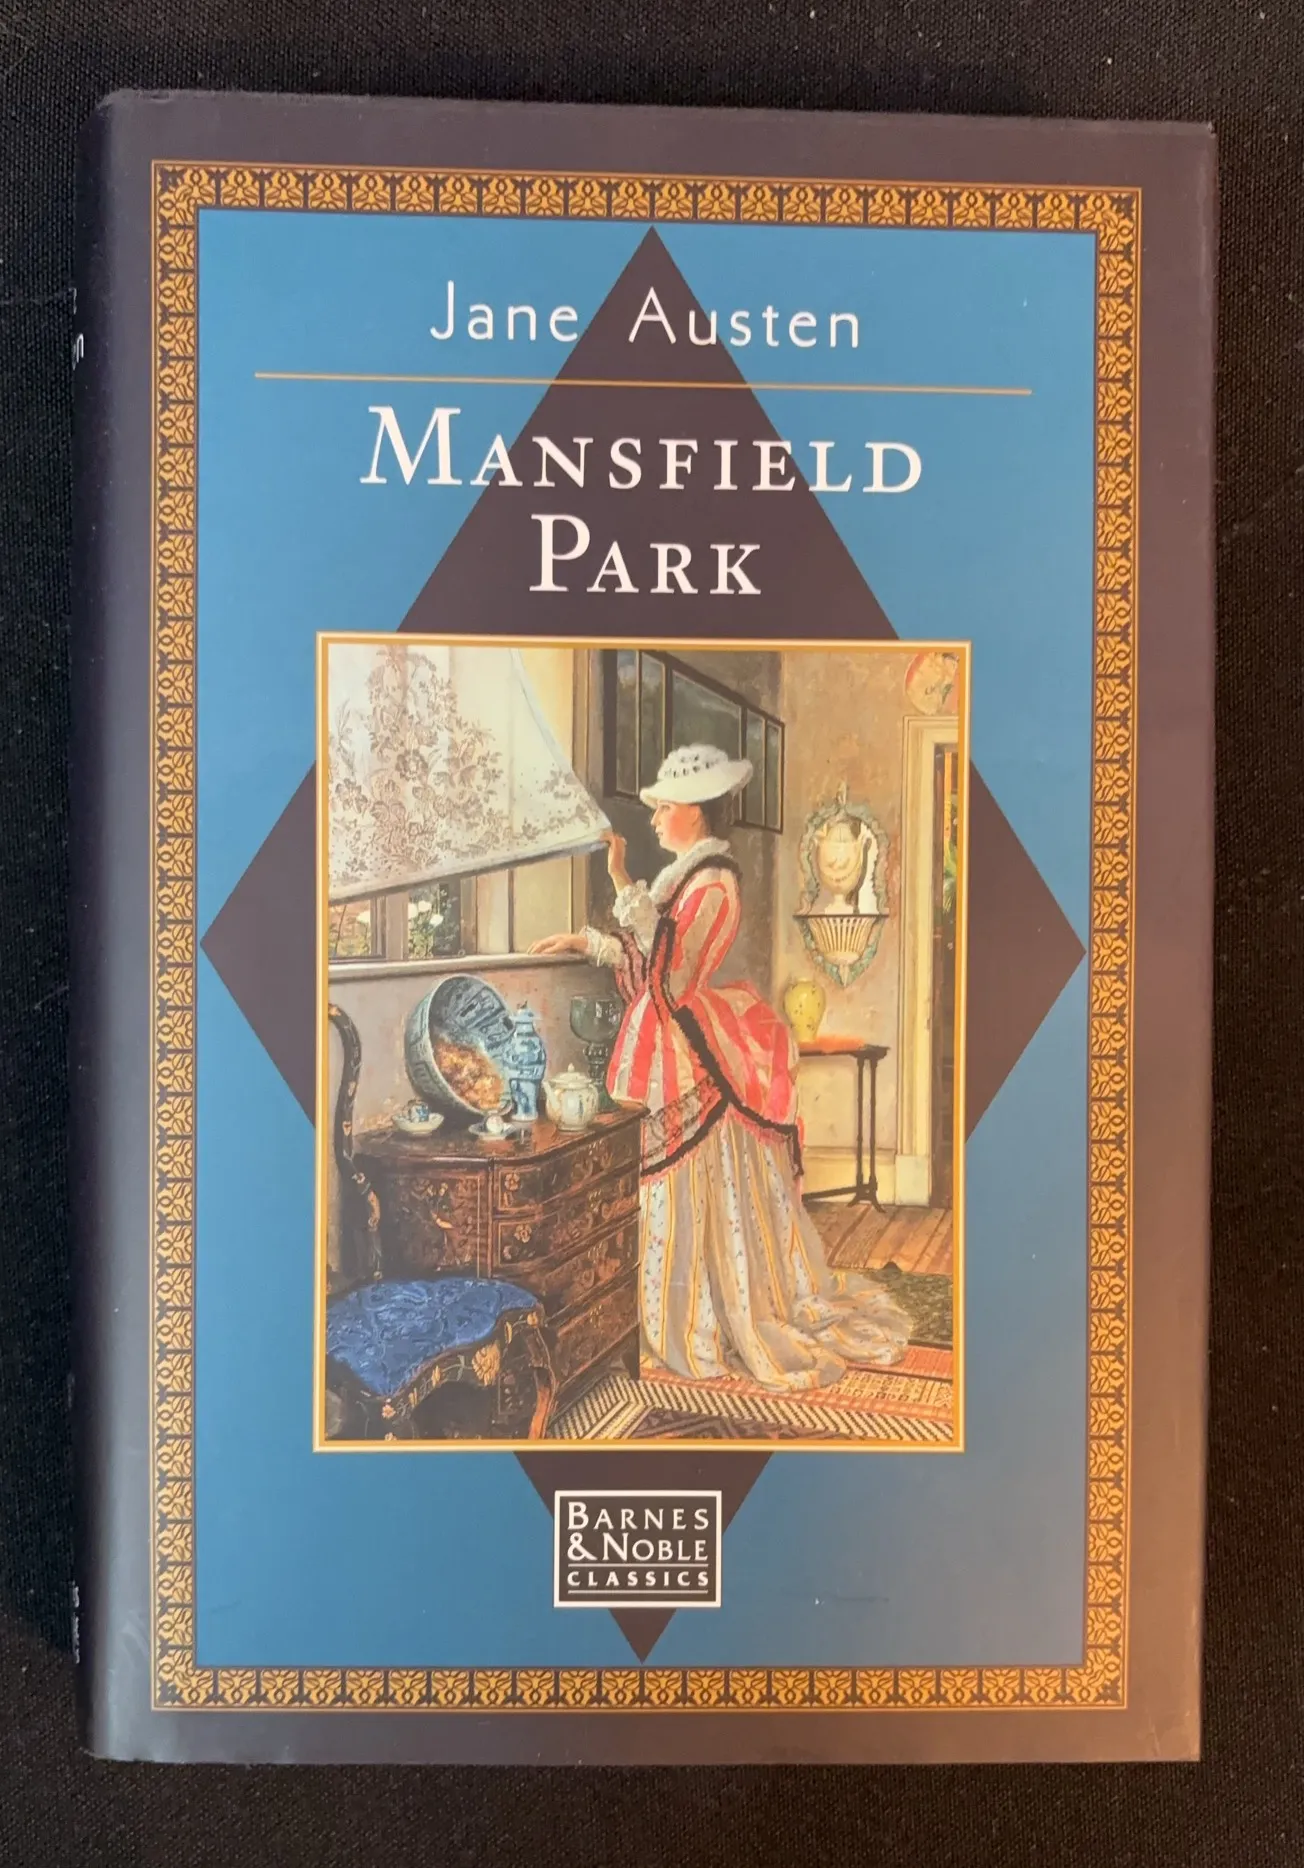 Jane Austen
MANSFIELD
PARK
BARNES
& NOBLE
CLASSICS